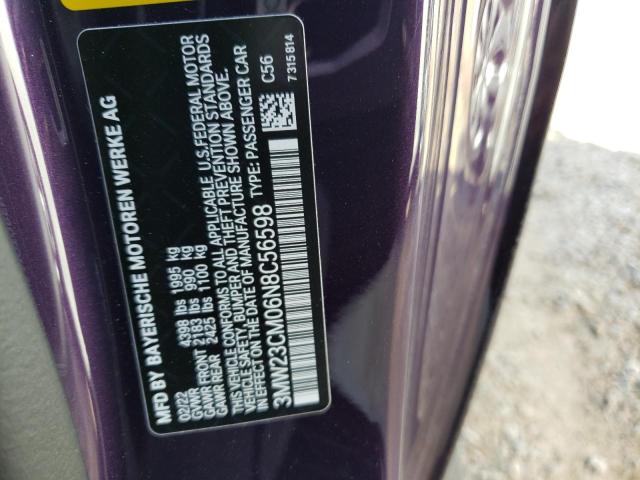 MFD BY BAYERISCHE MOTOREN WERKE AG
02/22
GVWR 4398 lbs 1995 kg
GAWR FRONT 2183 lbs 990 kg
GAWR REAR 2425 lbs 1100 kg
THIS VEHICLE CONFORMS TO ALL APPLICABLE U.S. FEDERAL MOTOR
VEHICLE SAFETY, BUMPER AND THEFT PREVENTION STANDARDS
IN EFFECT ON THE DATE OF MANUFACTURE SHOWN ABOVE.
3MW23CM06N8C56598 TYPE: PASSENGER CAR
C56
7315814